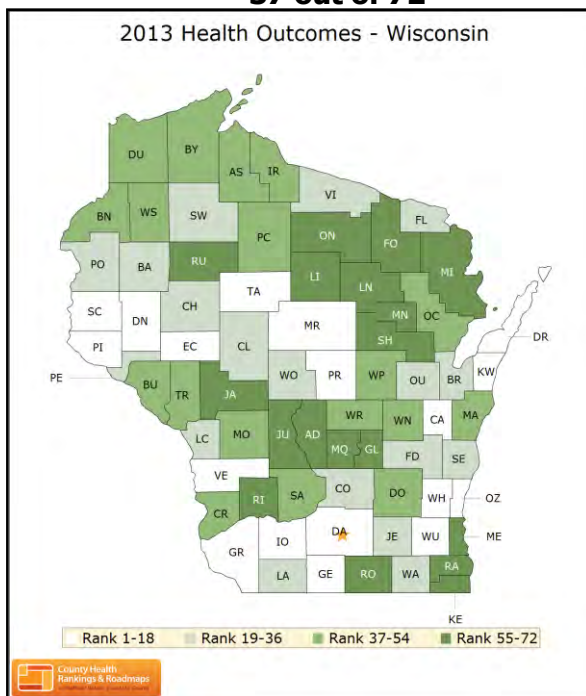 57 out of 72
2013 Health Outcomes - Wisconsin
DU
BY
AS
IR
VI
FL
BN
WS
SW
PC
ON
FO
MI
PO
BA
RU
LI
LN
SC
DN
CH
TA
MN
OC
PI
EC
CL
MR
SH
DR
PE
BU
TR
JA
WO
PR
WP
OU
BR
KW
LC
MO
JU
AD
WR
WN
CA
MA
MQ
GL
FD
SE
VE
CR
RI
SA
CO
DO
WH
OZ
GR
IO
DA
JE
WU
ME
LA
GE
RO
WA
RA
KE
Rank 1-18 Rank 19-36 Rank 37-54 Rank 55-72
County Health
Rankings & Roadmaps